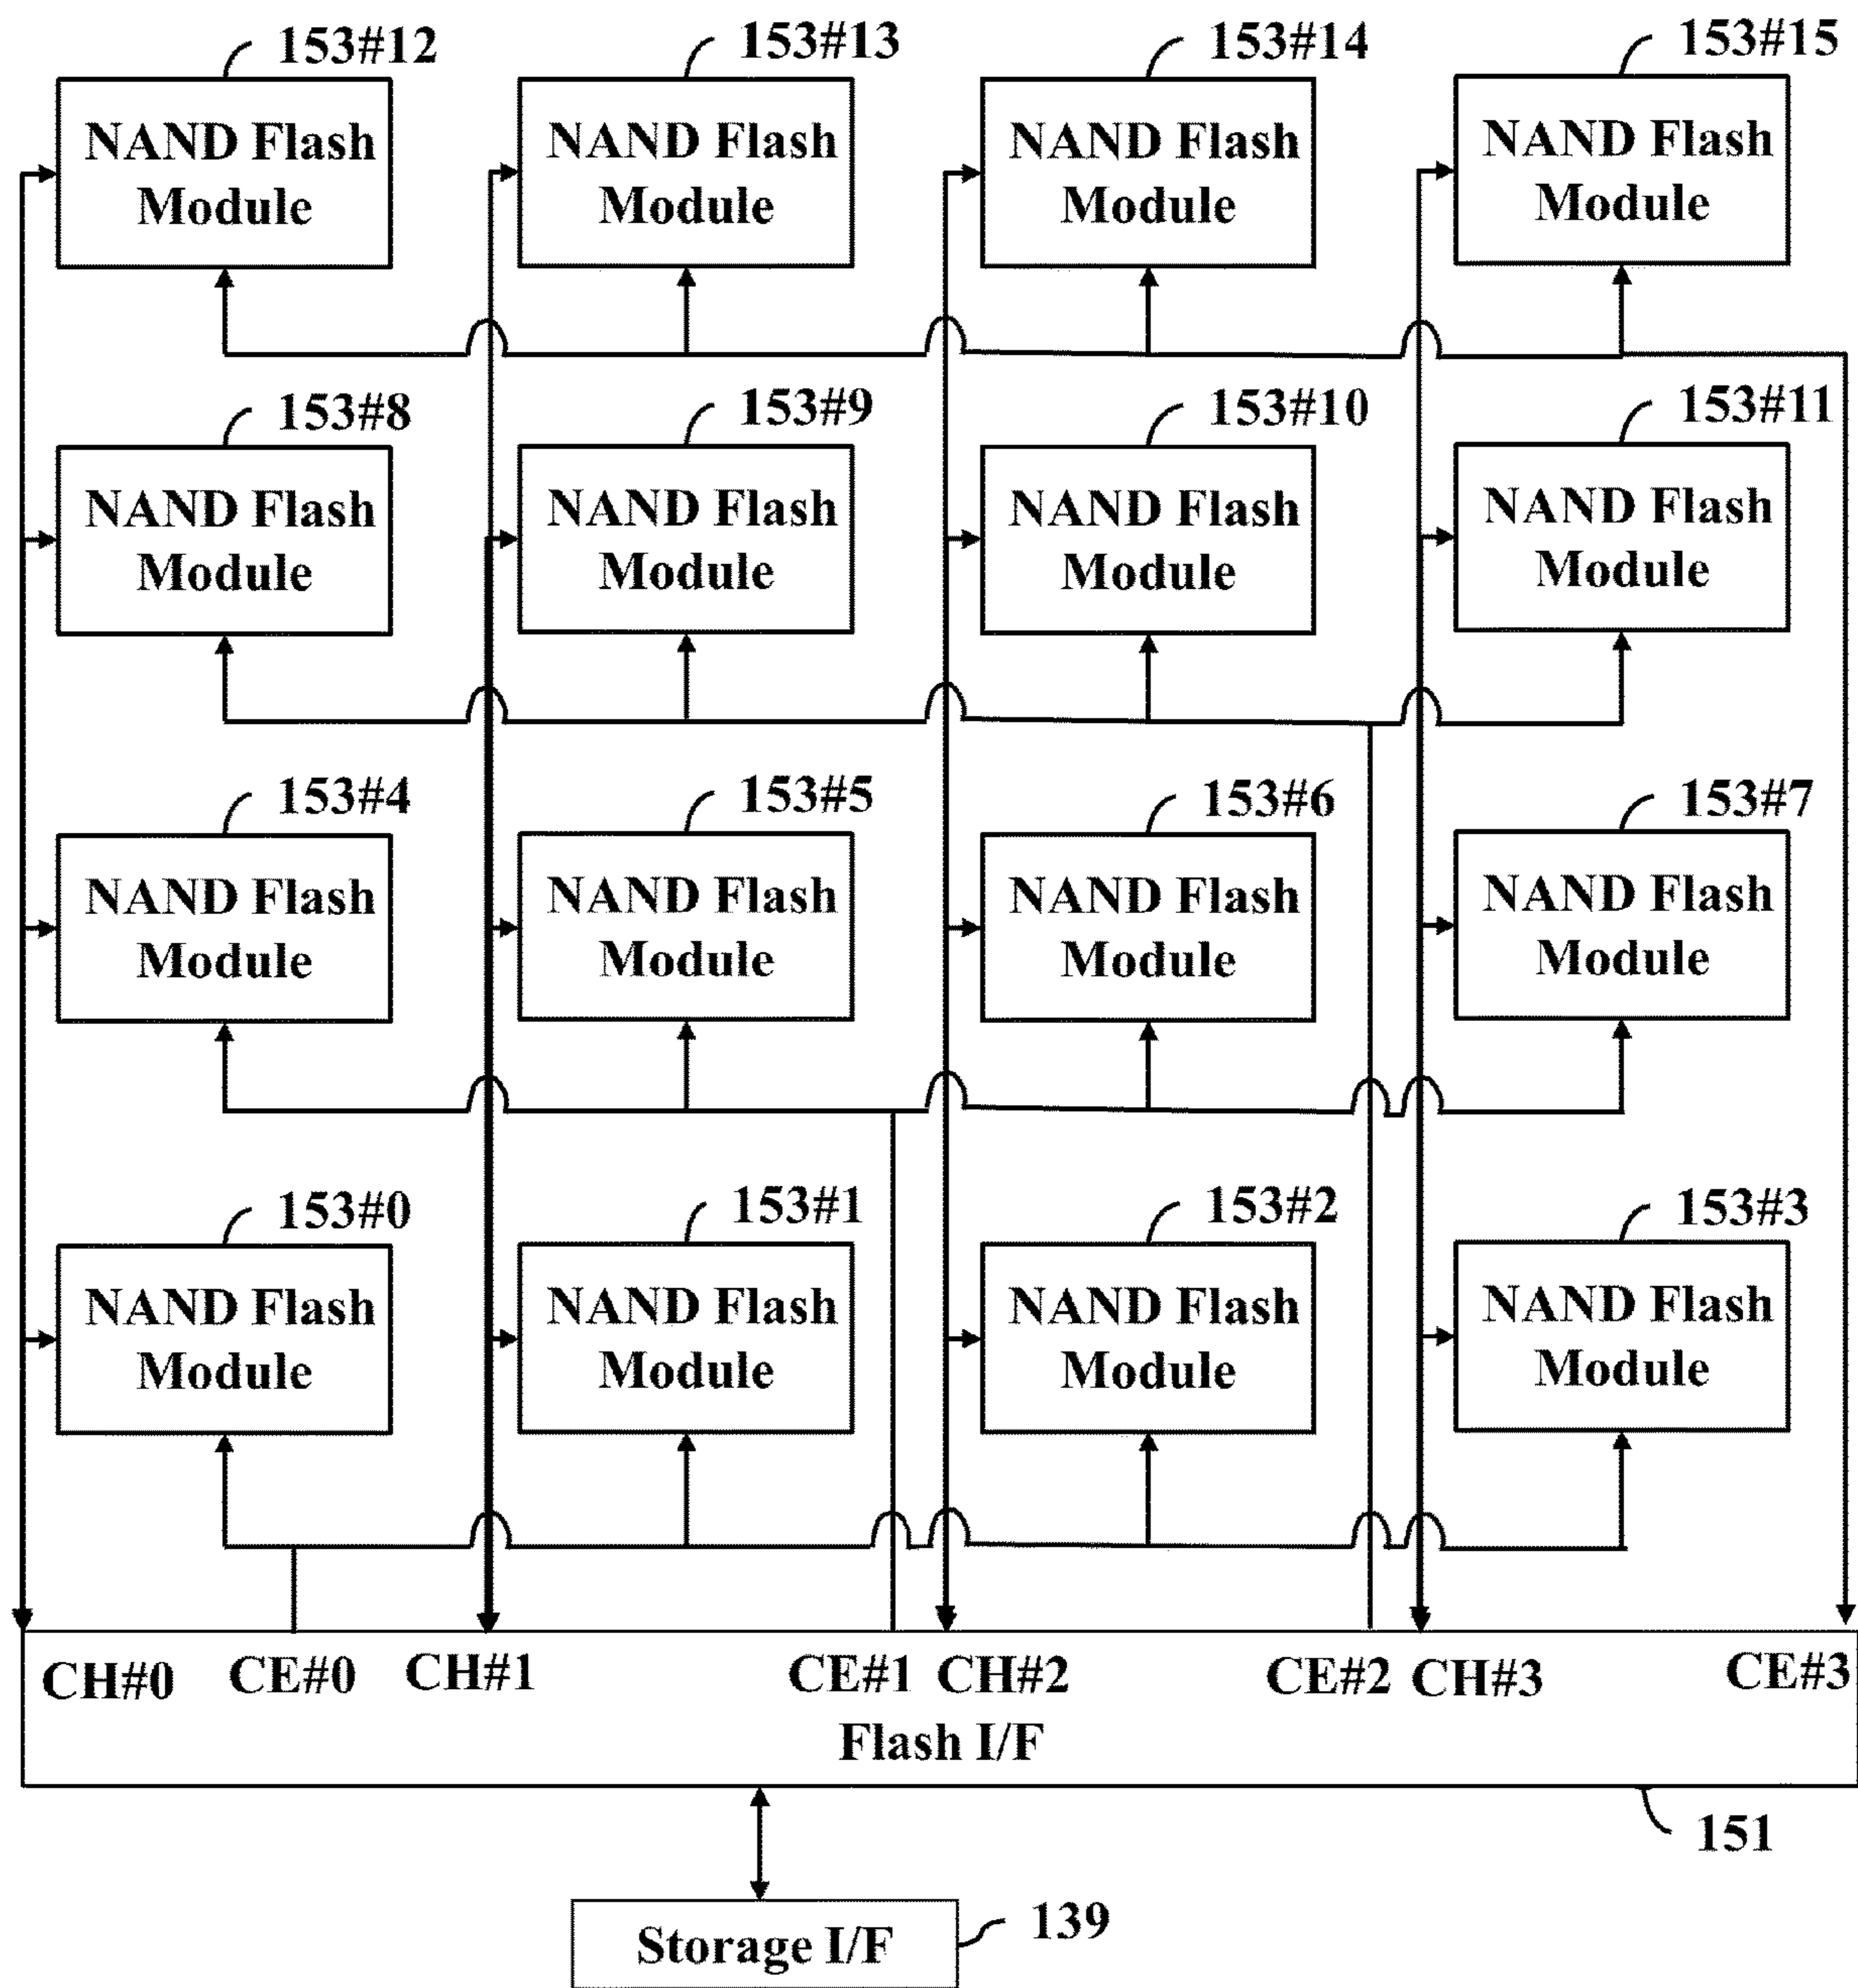 153#12
153#13
153#14
153#15
NAND Flash
Module
NAND Flash
Module
NAND Flash
Module
NAND Flash
Module
153#8
153#9
153#10
153#11
NAND Flash
Module
NAND Flash
Module
NAND Flash
Module
NAND Flash
Module
153#4
153#5
153#6
153#7
NAND Flash
Module
NAND Flash
Module
NAND Flash
Module
NAND Flash
Module
153#0
153#1
153#2
153#3
NAND Flash
Module
NAND Flash
Module
NAND Flash
Module
NAND Flash
Module
CH#0
CE#0
CH#1
CE#1
CH#2
CE#2
CH#3
CE#3
Flash I/F
151
Storage I/F
139